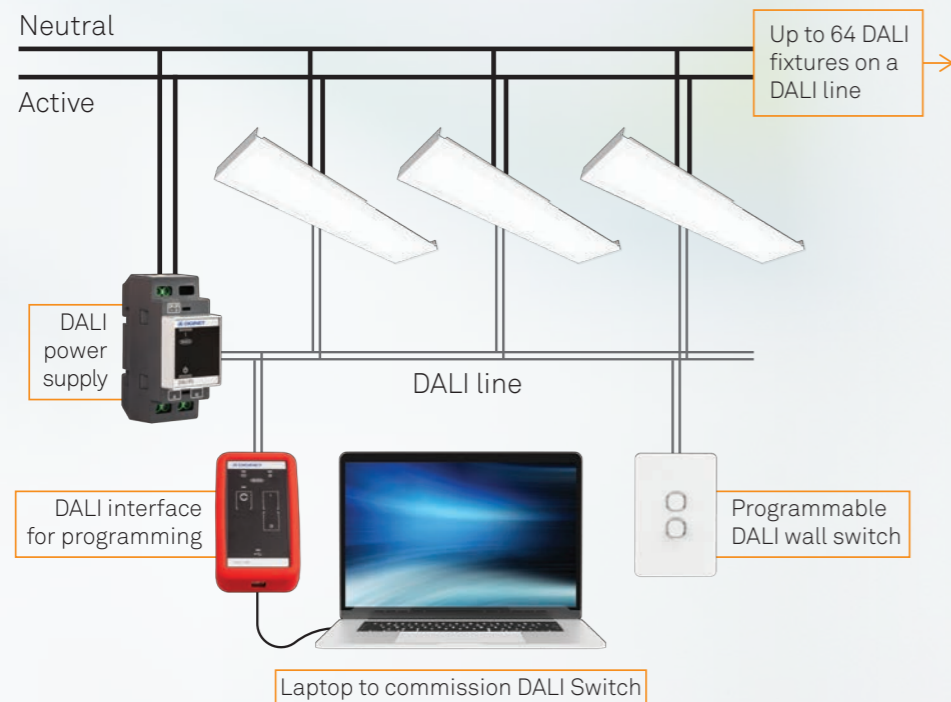 Neutral
Active
Up to 64 DALI
fixtures on a
DALI line
DALI
power
supply
DALI line
DALI interface
for programming
Programmable
DALI wall switch
Laptop to commission DALI Switch